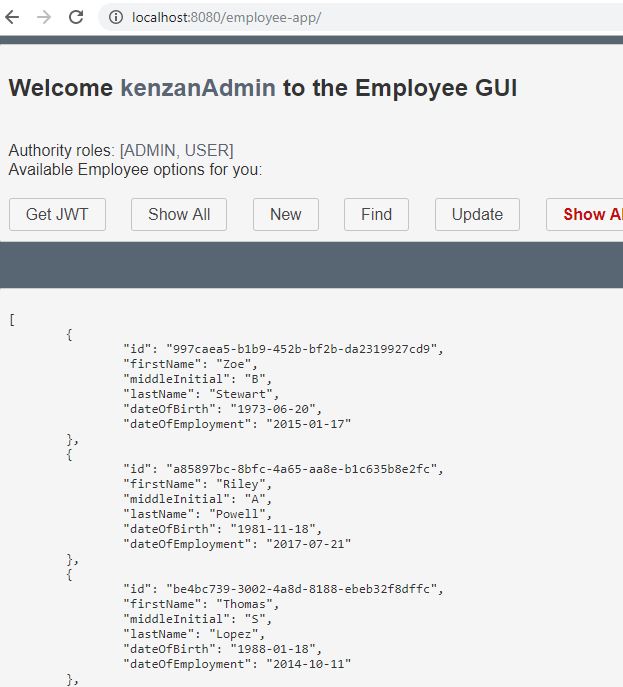 localhost:8080/employee-app/
Welcome kenzanAdmin to the Employee GUI
Authority roles: [ADMIN, USER]
Available Employee options for you:
Get JWT Show All New Find Update Show Al
[
{
"id": "997caea5-b1b9-452b-bf2b-da2319927cd9",
"firstName": "Zoe",
"middleInitial": "B",
"lastName": "Stewart",
"dateOfBirth": "1973-06-20",
"dateOfEmployment": "2015-01-17"
},
{
"id": "a85897bc-8bfc-4a65-aa8e-b1c635b8e2fc",
"firstName": "Riley",
"middleInitial": "A",
"lastName": "Powell",
"dateOfBirth": "1981-11-18",
"dateOfEmployment": "2017-07-21"
},
{
"id": "be4bc739-3002-4a8d-8188-ebeb32f8dffc",
"firstName": "Thomas",
"middleInitial": "S",
"lastName": "Lopez",
"dateOfBirth": "1988-01-18",
"dateOfEmployment": "2014-10-11"
},